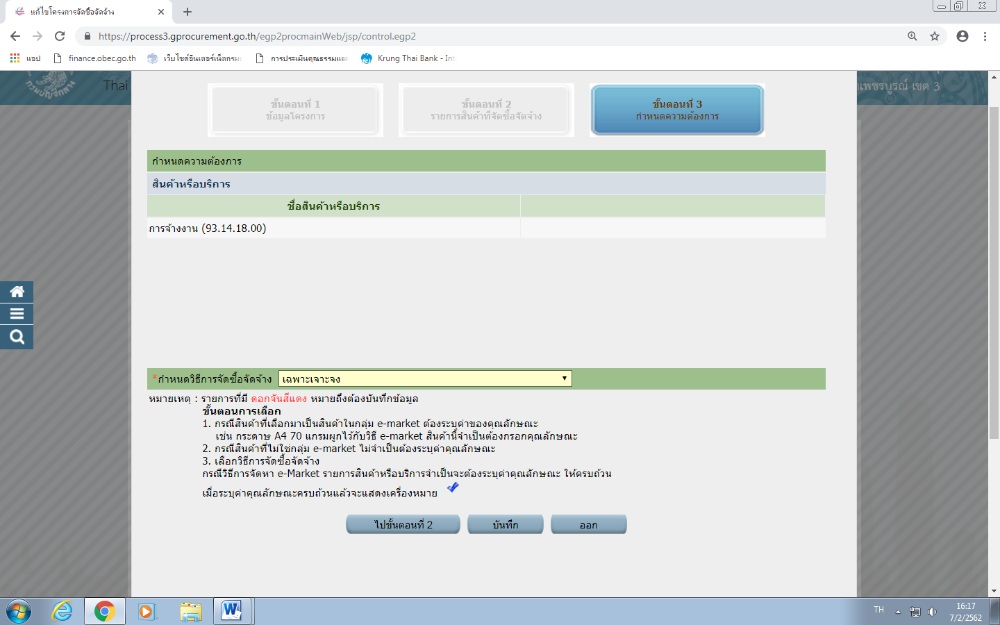 แก้ไขโครงการจัดซื้อจัดจ้าง
https://process3.gprocurement.go.th/egp2procmainWeb/jsp/control.egp2
แอป finance.obec.go.th เว็บไซต์อินเตอร์เน็ตกรม การประเมินคุณธรรมและ Krung Thai Bank - Int
กรมบัญชีกลาง Thai เพชรบูรณ์ เขต 3
ขั้นตอนที่ 1 ขั้นตอนที่ 2 ขั้นตอนที่ 3
ข้อมูลโครงการ รายการสินค้าที่จัดซื้อจัดจ้าง กำหนดความต้องการ
กำหนดความต้องการ
สินค้าหรือบริการ
ชื่อสินค้าหรือบริการ
การจ้างงาน (93.14.18.00)
*กำหนดวิธีการจัดซื้อจัดจ้าง เฉพาะเจาะจง
หมายเหตุ : รายการที่มี ดอกจันสีแดง หมายถึงต้องบันทึกข้อมูล
ขั้นตอนการเลือก
1. กรณีสินค้าที่เลือกมาเป็นสินค้าในกลุ่ม e-market ต้องระบุค่าของคุณลักษณะ
เช่น กระดาษ A4 70 แกรมผูกไว้กับวิธี e-market สินค้านี้จำเป็นต้องกรอกคุณลักษณะ
2. กรณีสินค้าที่ไม่ใช่กลุ่ม e-market ไม่จำเป็นต้องระบุค่าคุณลักษณะ
3. เลือกวิธีการจัดซื้อจัดจ้าง
กรณีวิธีการจัดหา e-Market รายการสินค้าหรือบริการจำเป็นจะต้องระบุค่าคุณลักษณะ ให้ครบถ้วน
เมื่อระบุค่าคุณลักษณะครบถ้วนแล้วจะแสดงเครื่องหมาย
ไปขั้นตอนที่ 2 บันทึก ออก
TH 16:17
7/2/2562